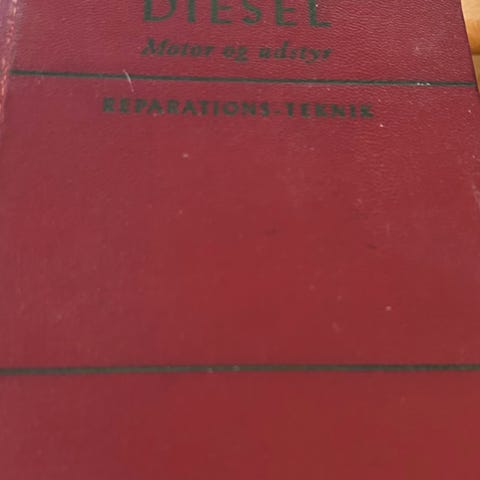 DIESEL
Motor og udstyr
REPARATIONS-TEKNIK